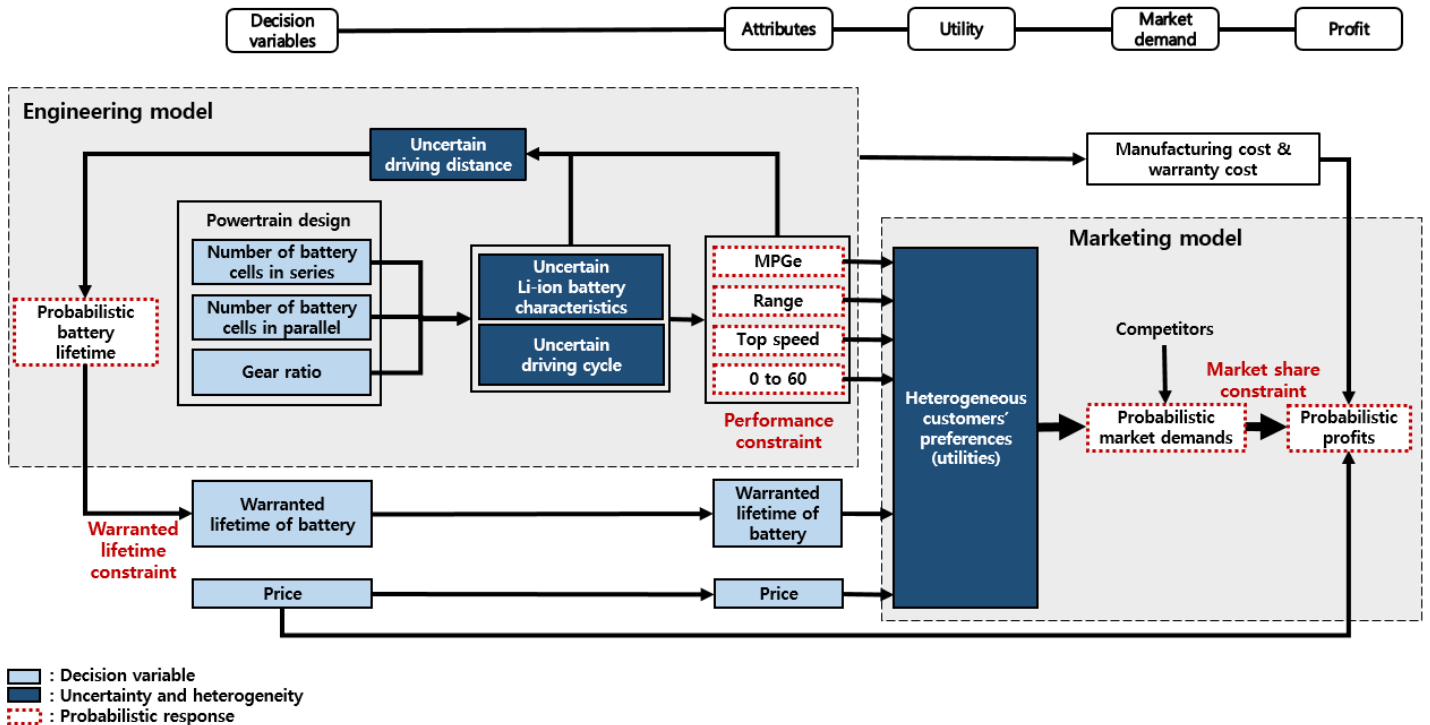 Decision
variables
Attributes
Utility
Market
demand
Profit
Engineering model
Uncertain
driving distance
Manufacturing cost &
warranty cost
Powertrain design
Number of battery
cells in series
Number of battery
cells in parallel
Gear ratio
Probabilistic
battery
lifetime
Uncertain
Li-ion battery
characteristics
Uncertain
driving cycle
MPGe
Range
Top speed
0 to 60
Performance
constraint
Marketing model
Heterogeneous
customers′
preferences
(utilities)
Competitors
Market share
constraint
Probabilistic
market demands
Probabilistic
profits
Warranted
lifetime
constraint
Warranted
lifetime of battery
Warranted
lifetime of
battery
Price
Price
: Decision variable
: Uncertainty and heterogeneity
: Probabilistic response